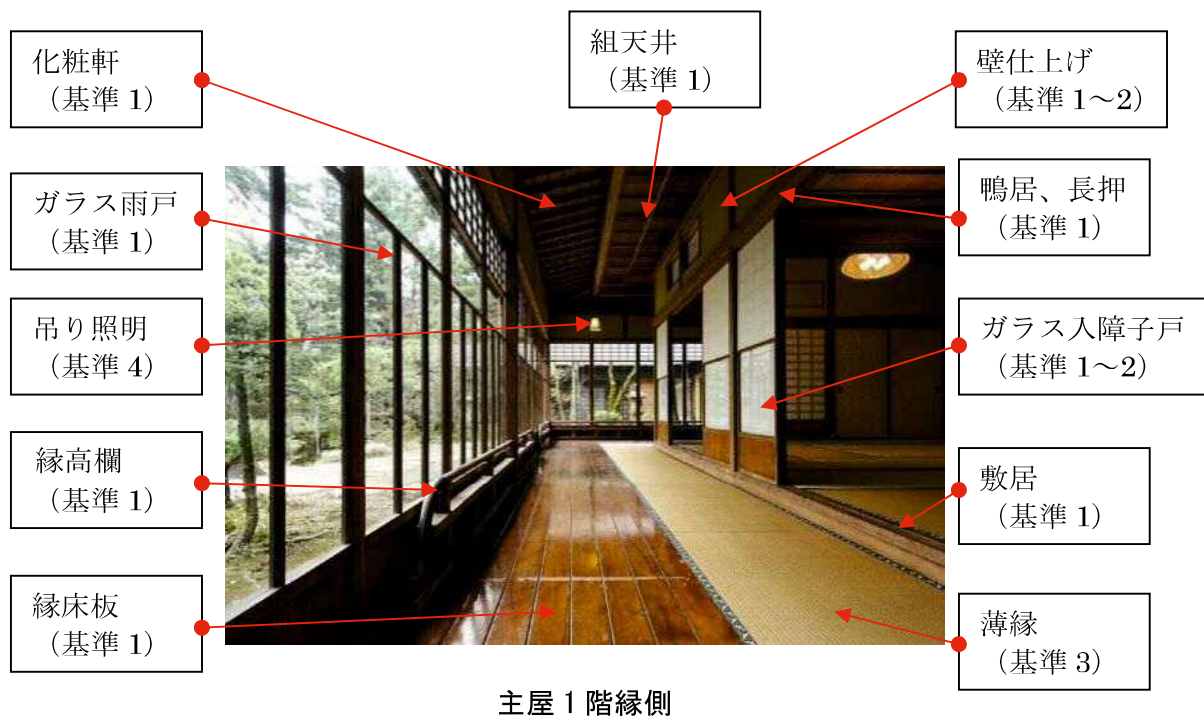 化粧軒
（基準 1）
組天井
（基準 1）
壁仕上げ
（基準 1～2）
ガラス雨戸
（基準 1）
鴨居、長押
（基準 1）
吊り照明
（基準 4）
ガラス入障子戸
（基準 1～2）
縁高欄
（基準 1）
敷居
（基準 1）
縁床板
（基準 1）
薄縁
（基準 3）
主屋 1 階縁側